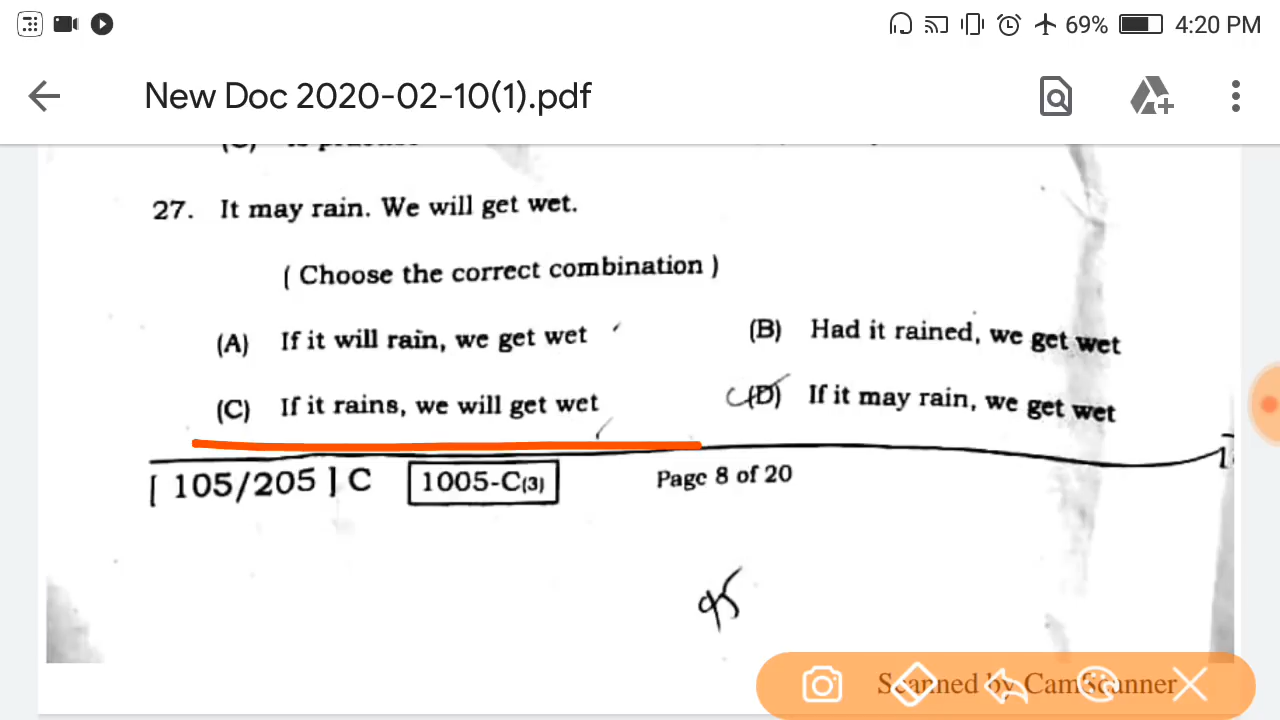 69% 4:20 PM
New Doc 2020-02-10(1).pdf
27. It may rain. We will get wet.
( Choose the correct combination )
(A) If it will rain, we get wet (B) Had it rained, we get wet
(C) If it rains, we will get wet (D) If it may rain, we get wet
[ 105/205 ] C 1005-C(3) Page 8 of 20
Scanned by CamScanner